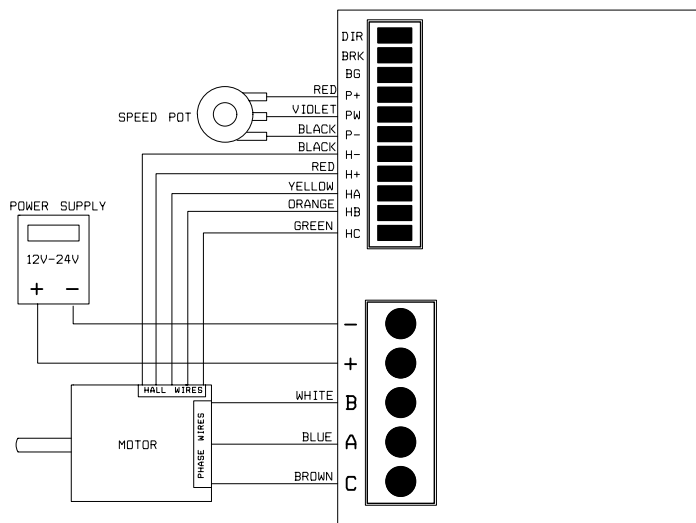 DIR
BRK
BG
RED P+
SPEED POT
VIOLET PW
BLACK P-
BLACK H-
RED H+
YELLOW HA
ORANGE HB
GREEN HC
POWER SUPPLY
12V-24V
+ -
-
+
HALL WIRES
WHITE B
MOTOR
PHASE WIRES
BLUE A
BROWN C